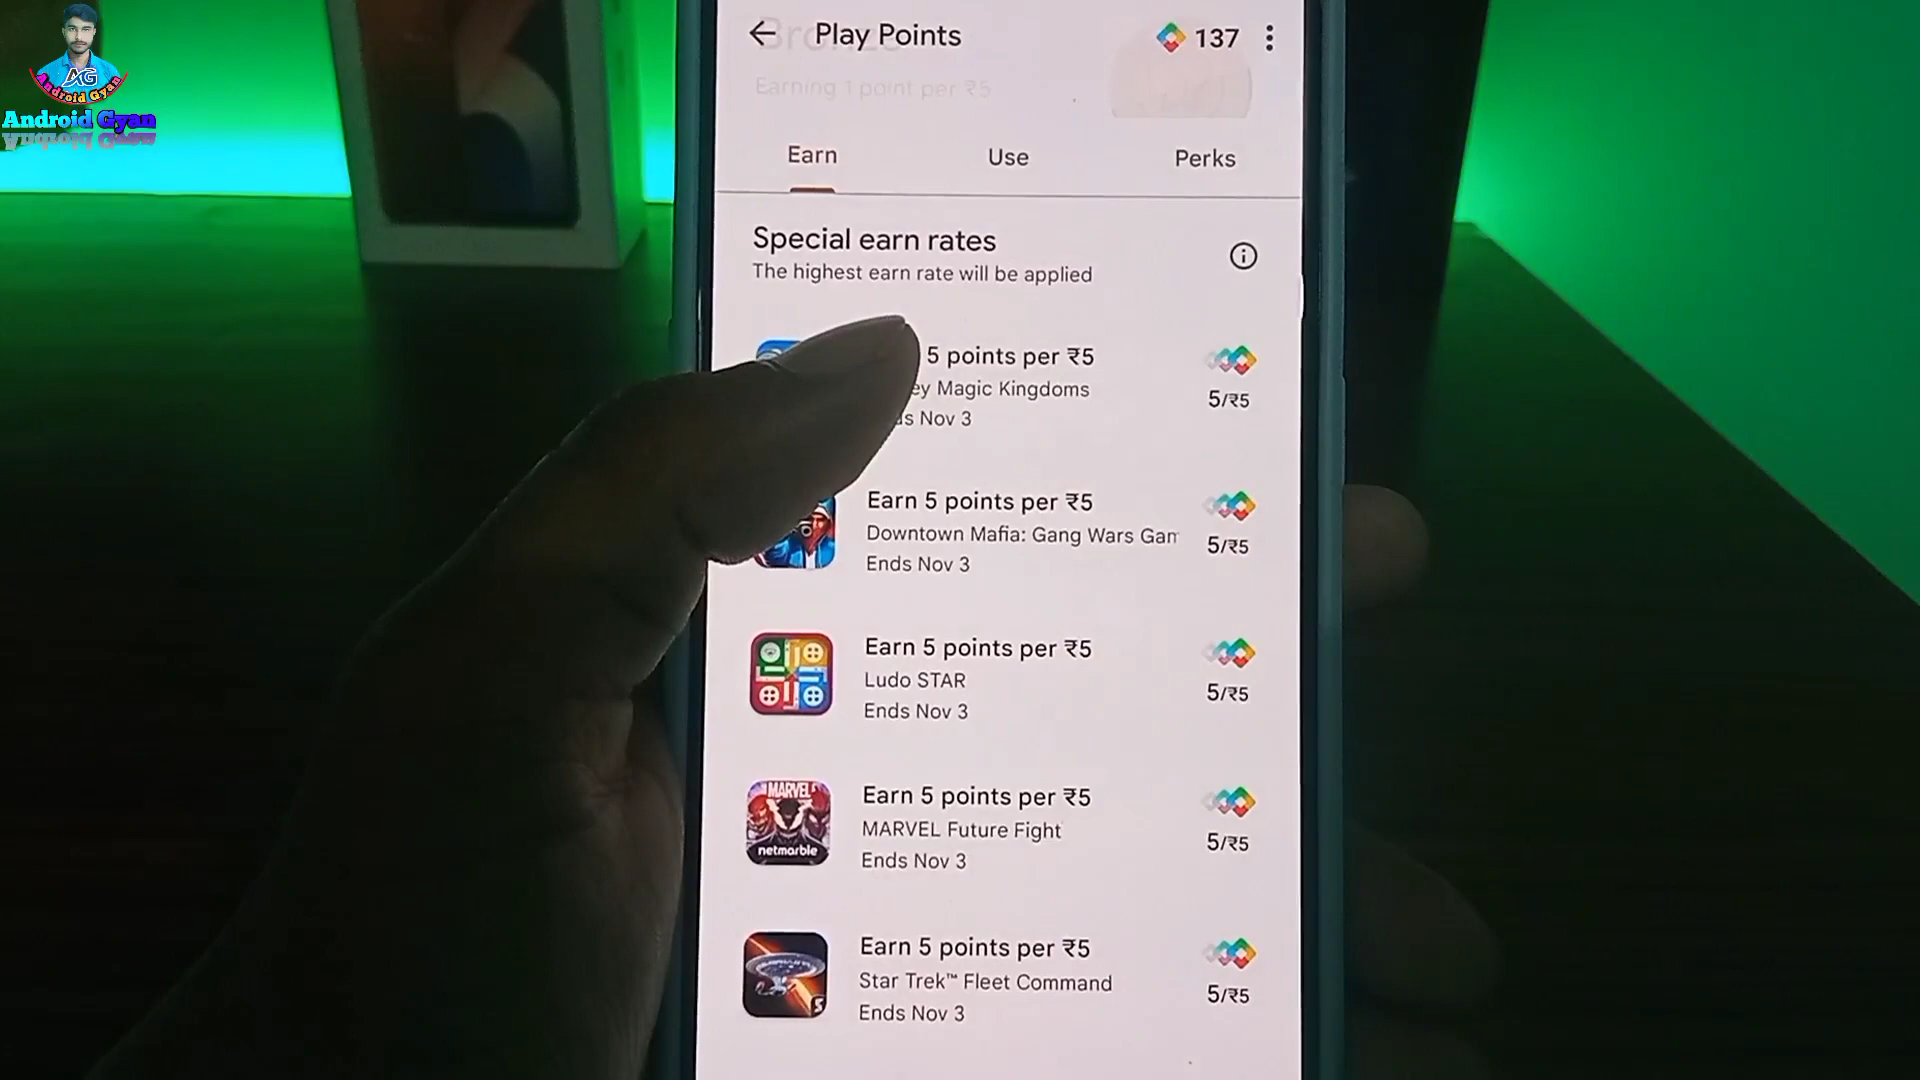 AG
Android Gyan
Android Gyan
Bronze
Play Points
137
Earning 1 point per ₹5
Earn
Use
Perks
Special earn rates
The highest earn rate will be applied
5 points per ₹5
ey Magic Kingdoms
ds Nov 3
5/₹5
Earn 5 points per ₹5
Downtown Mafia: Gang Wars Gam
Ends Nov 3
5/₹5
Earn 5 points per ₹5
Ludo STAR
Ends Nov 3
5/₹5
MARVEL
netmarble
Earn 5 points per ₹5
MARVEL Future Fight
Ends Nov 3
5/₹5
Earn 5 points per ₹5
Star Trek™ Fleet Command
Ends Nov 3
5/₹5